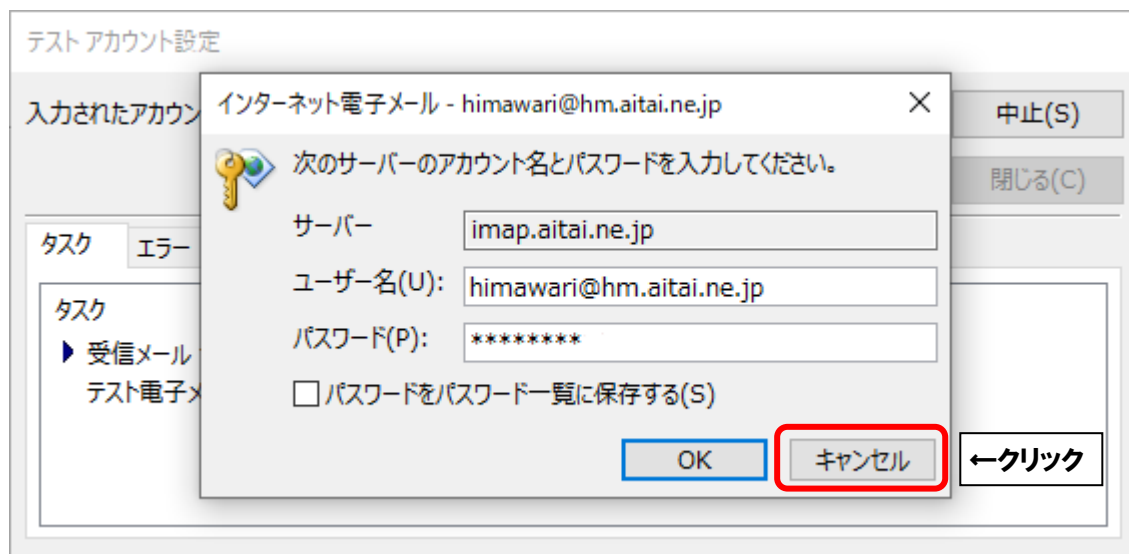 テスト アカウント設定
入力されたアカウン
中止(S)
閉じる(C)
インターネット電子メール - himawari@hm.aitai.ne.jp
次のサーバーのアカウント名とパスワードを入力してください。
サーバー
imap.aitai.ne.jp
ユーザー名(U):
himawari@hm.aitai.ne.jp
パスワード(P):
********
パスワードをパスワード一覧に保存する(S)
OK
キャンセル
←クリック
タスク
エラー
タスク
受信メール
テスト電子メ